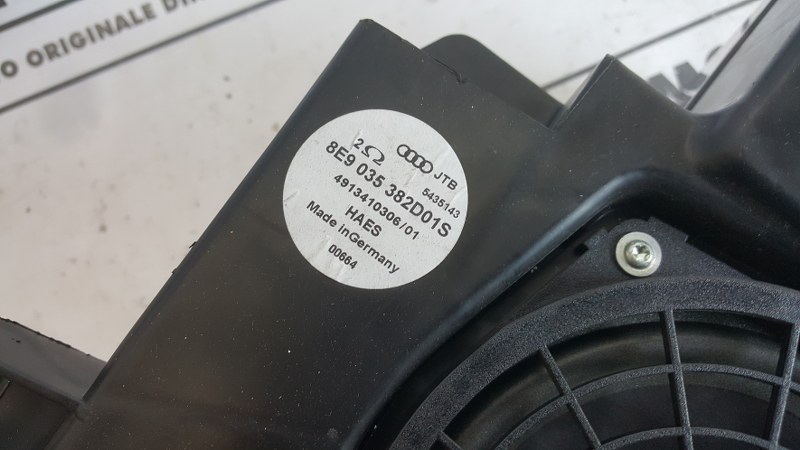 O ORIGINALE DI
2Ω JTB
5435143
8E9 035 382D01S
4913410306/01
HAES
Made inGermany
00664